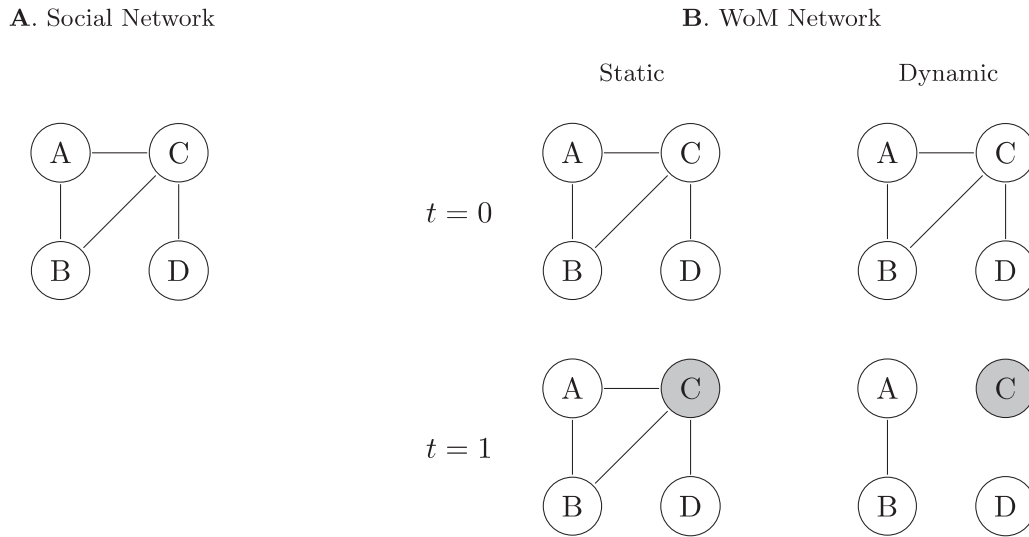 A. Social Network
B. WoM Network
Static
Dynamic
A C
B D
t = 0
A C
B D
A C
B D
t = 1
A C
B D
A C
B D